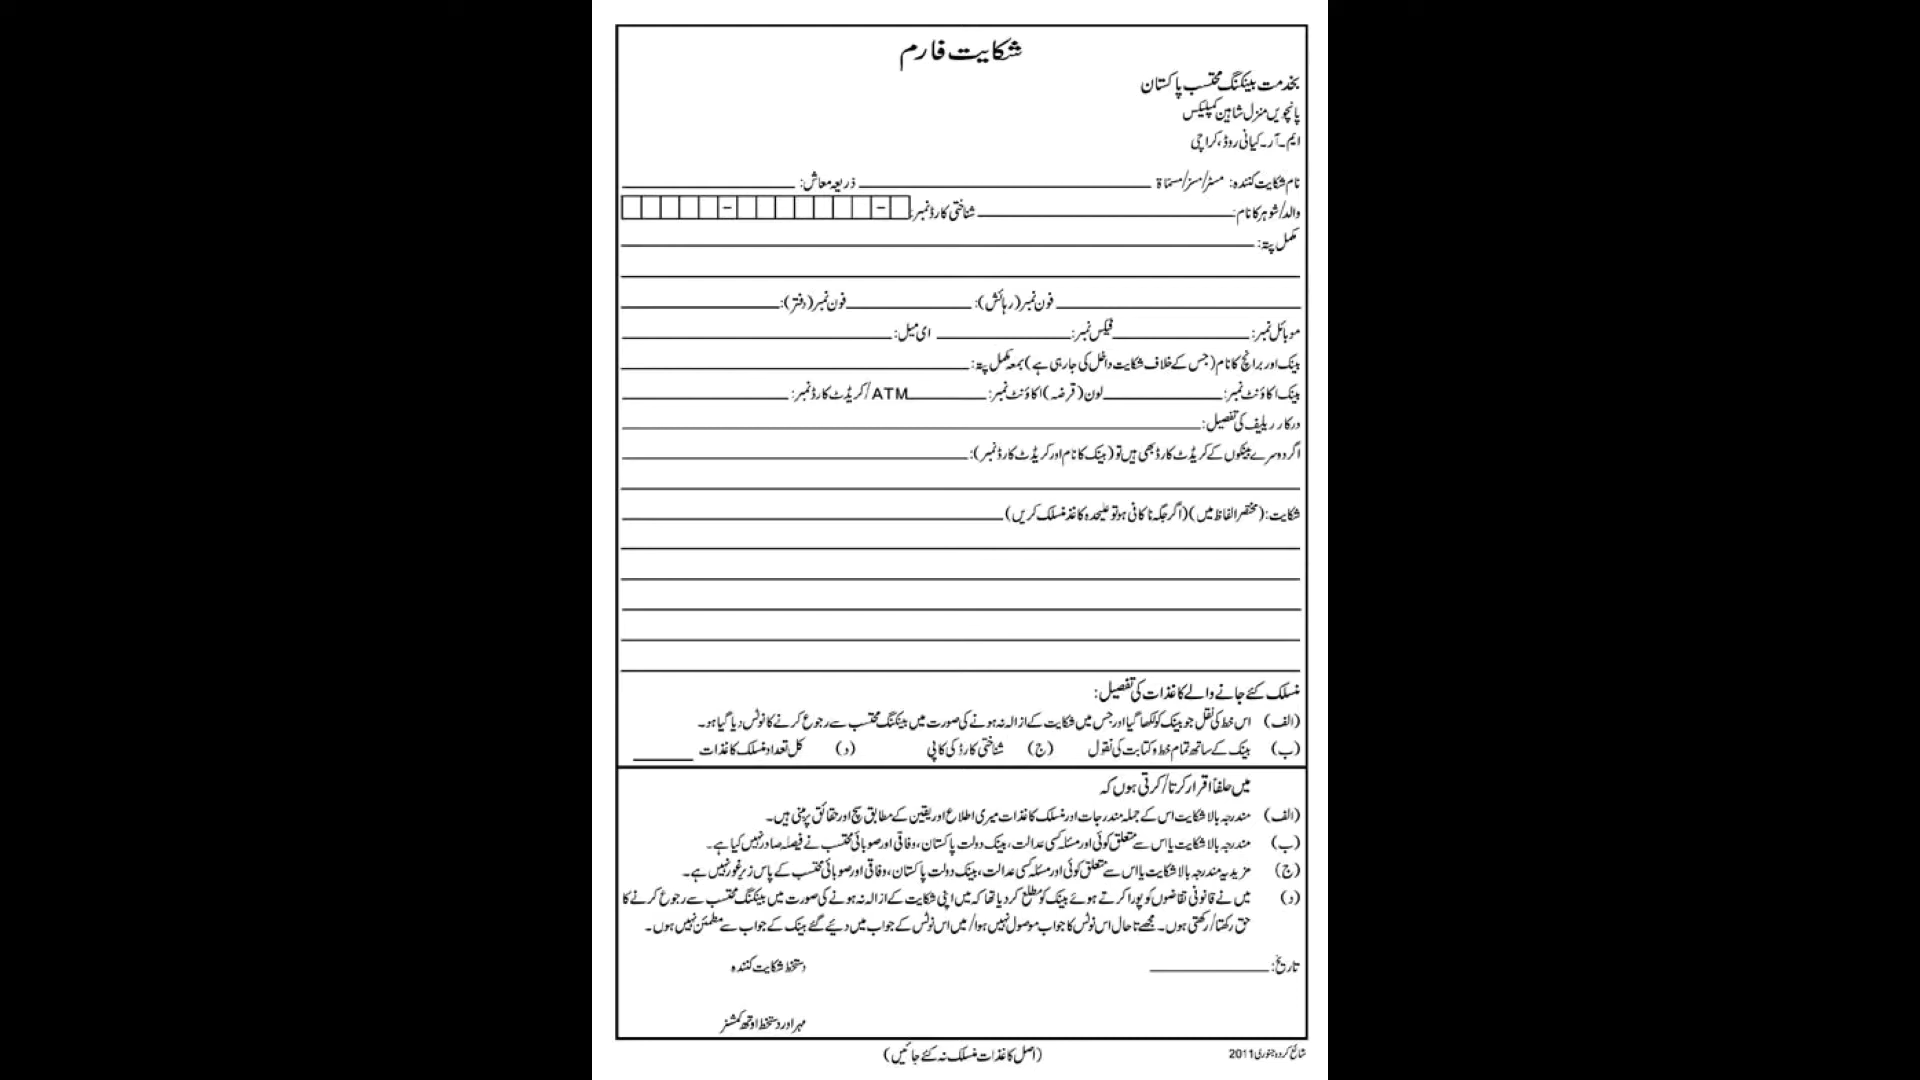 شکایت فارم
بخدمت بینکنگ محتسب پاکستان
پانچویں منزل شاہین کمپلیکس
ایم۔آر۔کیانی روڈ، کراچی
نام شکایت کنندہ: مسٹر/مسز/مسماۃ ذریعہ معاش:
والد/شوہر کا نام: شناختی کارڈ نمبر:
مکمل پتہ:
فون نمبر (رہائش): فون نمبر (دفتر):
موبائل نمبر: فیکس نمبر: ای میل:
بینک اور برانچ کا نام (جس کے خلاف شکایت داخل کی جا رہی ہے) بمعہ مکمل پتہ:
بینک اکاؤنٹ نمبر: لون (قرضہ) اکاؤنٹ نمبر: ATM/کریڈٹ کارڈ نمبر:
درکار ریلیف کی تفصیل:
اگر دوسرے بینکوں کے کریڈٹ کارڈ بھی ہیں تو (بینک کا نام اور کریڈٹ کارڈ نمبر):
شکایت: (مختصر الفاظ میں) (اگر جگہ ناکافی ہو تو علیحدہ کاغذ منسلک کریں)
منسلک کئے جانے والے کاغذات کی تفصیل:
(الف) اس خط کی نقل جو بینک کو لکھا گیا اور جس میں شکایت کے ازالہ نہ ہونے کی صورت میں بینکنگ محتسب سے رجوع کرنے کا نوٹس دیا گیا ہو۔
(ب) بینک کے ساتھ تمام خط و کتابت کی نقول (ج) شناختی کارڈ کی کاپی (د) کل تعداد منسلک کاغذات
میں حلفاً اقرار کرتا/کرتی ہوں کہ
(الف) مندرجہ بالا شکایت اس کے جملہ مندرجات اور منسلک کاغذات میری اطلاع اور یقین کے مطابق سچ اور حقائق پر مبنی ہیں۔
(ب) مندرجہ بالا شکایت یا اس سے متعلق کوئی اور مسئلہ کسی عدالت، بینک دولت پاکستان، وفاقی اور صوبائی محتسب نے فیصلہ صادر نہیں کیا ہے۔
(ج) مزید یہ مندرجہ بالا شکایت یا اس سے متعلق کوئی اور مسئلہ کسی عدالت، بینک دولت پاکستان، وفاقی اور صوبائی محتسب کے پاس زیر غور نہیں ہے۔
(د) میں نے قانونی تقاضوں کو پورا کرتے ہوئے بینک کو مطلع کر دیا تھا کہ میں اپنی شکایت کے ازالہ نہ ہونے کی صورت میں بینکنگ محتسب سے رجوع کرنے کا
حق رکھتا/رکھتی ہوں۔ مجھے تا حال اس نوٹس کا جواب موصول نہیں ہوا/میں اس نوٹس کے جواب میں دیئے گئے بینک کے جواب سے مطمئن نہیں ہوں۔
تاریخ: دستخط شکایت کنندہ
مہر اور دستخط اوتھ کمشنر
شائع کردہ جنوری 2011 (اصل کاغذات منسلک نہ کئے جائیں)